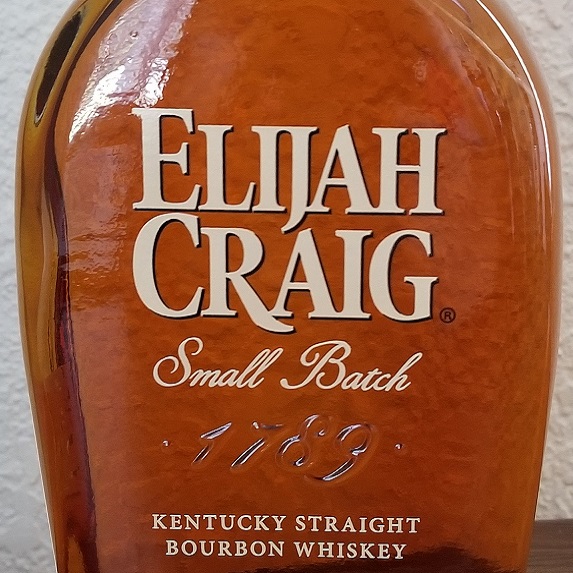 ELIJAH
CRAIG®
Small Batch
· 1789 ·
KENTUCKY STRAIGHT
BOURBON WHISKEY